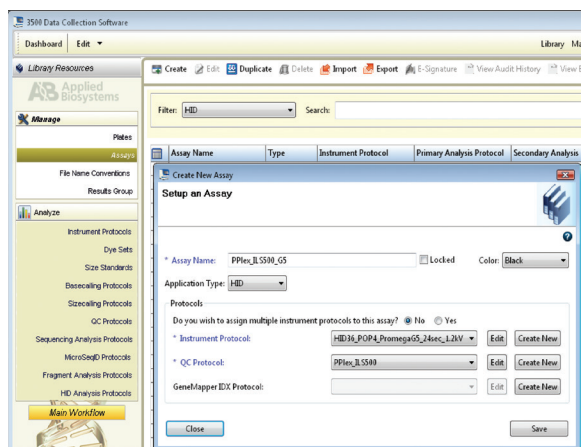 3500 Data Collection Software
Dashboard Edit Library Ma
Library Resources
AB Applied Biosystems
Manage
Plates
Assays
File Name Conventions
Results Group
Analyze
Instrument Protocols
Dye Sets
Size Standards
Basecalling Protocols
Sizecalling Protocols
QC Protocols
Sequencing Analysis Protocols
MicroSeqID Protocols
Fragment Analysis Protocols
HID Analysis Protocols
Main Workflow
Create Edit Duplicate Delete Import Export E-Signature View Audit History View E
Filter: HID Search:
Assay Name Type Instrument Protocol Primary Analysis Protocol Secondary Analysis
Create New Assay
Setup an Assay
* Assay Name: PPlex_ILS500_G5 Locked Color: Black
Application Type: HID
Protocols
Do you wish to assign multiple instrument protocols to this assay? No Yes
* Instrument Protocol: HID36_POP4_PromegaG5_24sec_1.2kV Edit Create New
* QC Protocol: PPlex_ILS500 Edit Create New
GeneMapper IDX Protocol: Edit Create New
Close Save